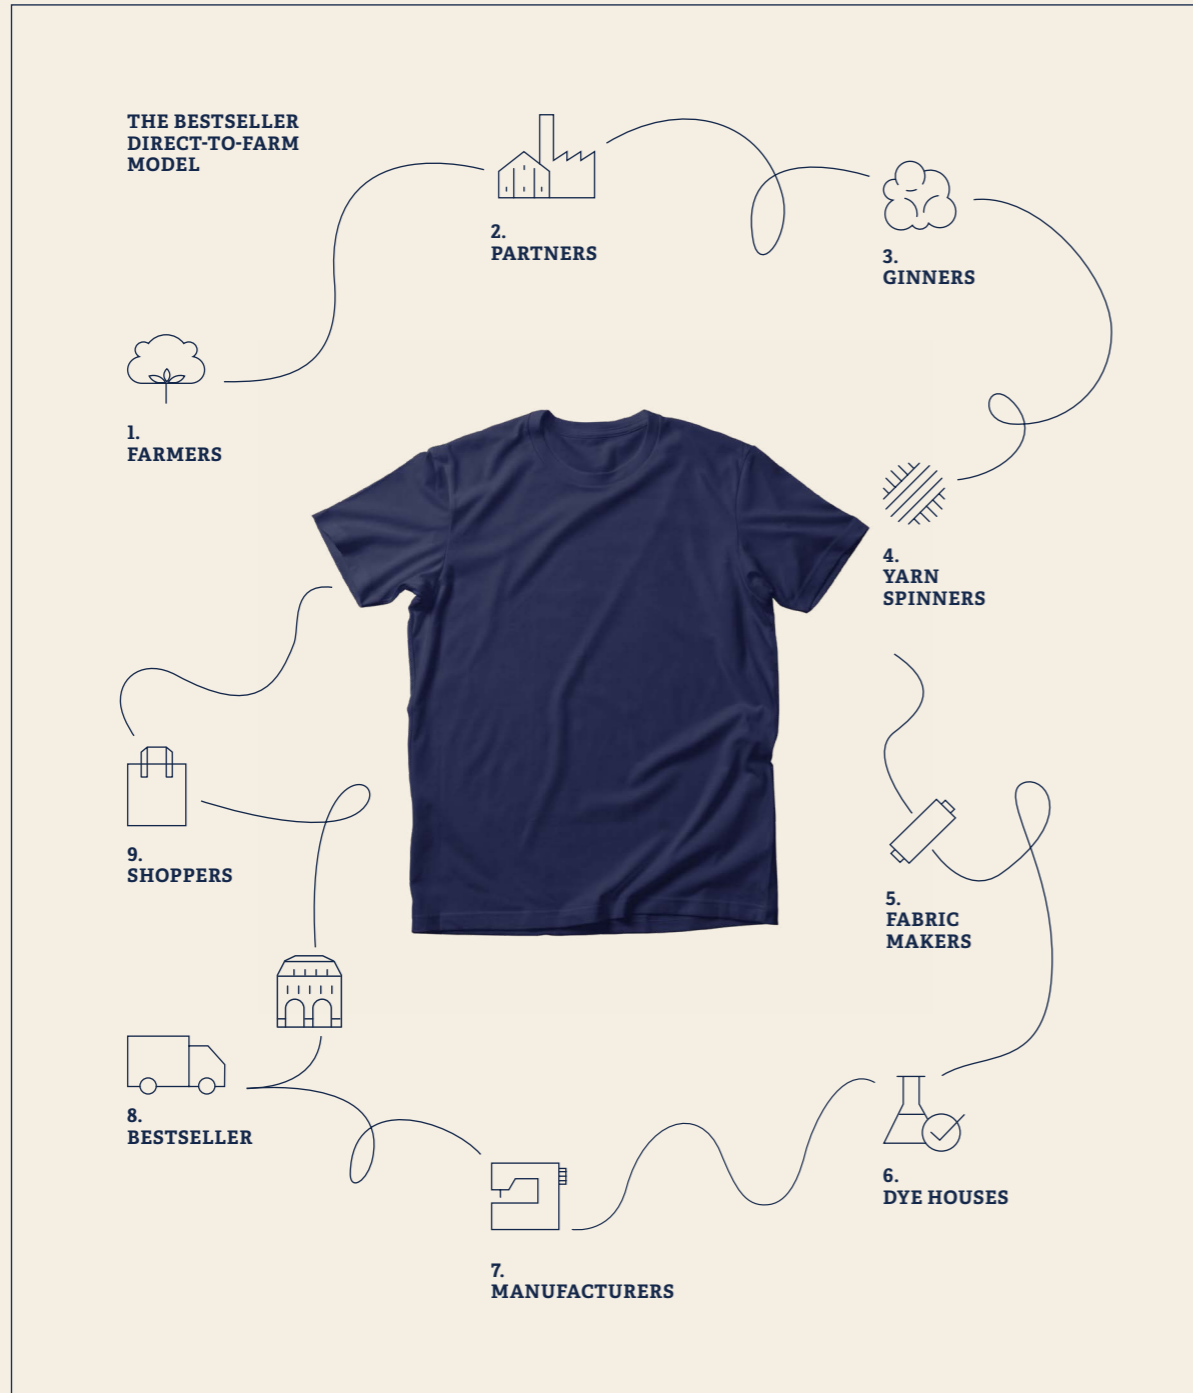 THE BESTSELLER
DIRECT-TO-FARM
MODEL
1.
FARMERS
2.
PARTNERS
3.
GINNERS
4.
YARN
SPINNERS
5.
FABRIC
MAKERS
6.
DYE HOUSES
7.
MANUFACTURERS
8.
BESTSELLER
9.
SHOPPERS